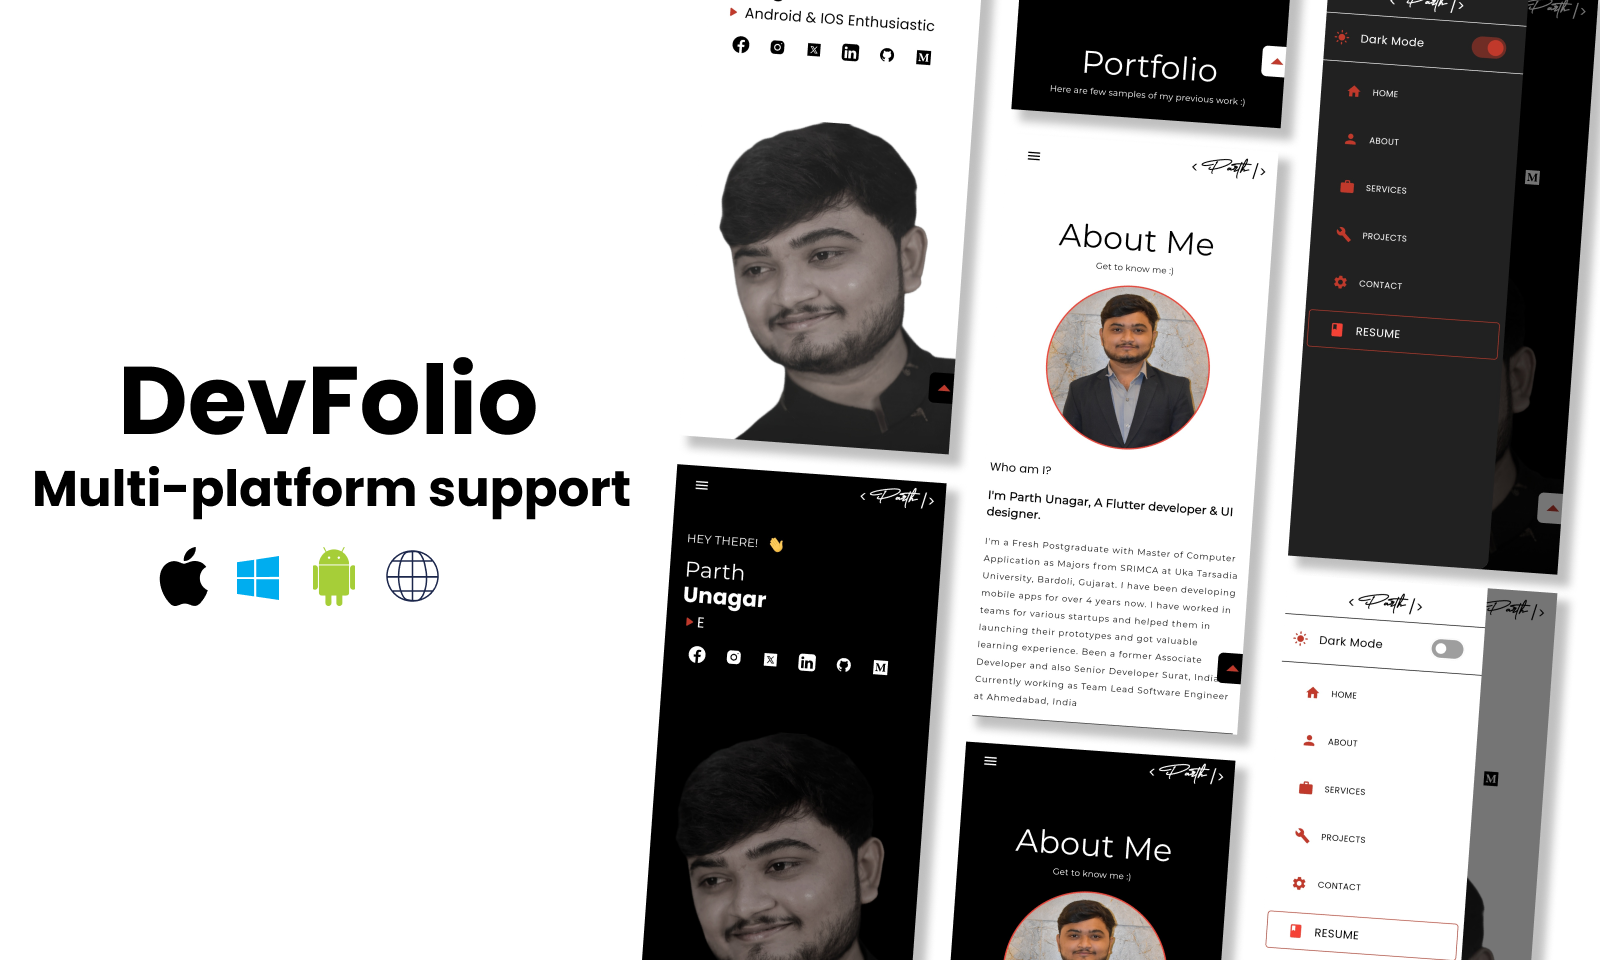 DevFolio
Multi-platform support
Android & IOS Enthusiastic
HEY THERE! 👋
Parth
Unagar
E
< Parth />
Portfolio
Here are few samples of my previous work :)
< Parth />
About Me
Get to know me :)
Who am I?
I'm Parth Unagar, A Flutter developer & UI
designer.
I'm a Fresh Postgraduate with Master of Computer
Application as Majors from SRIMCA at Uka Tarsadia
University, Bardoli, Gujarat. I have been developing
mobile apps for over 4 years now. I have worked in
teams for various startups and helped them in
launching their prototypes and got valuable
learning experience. Been a former Associate
Developer and also Senior Developer Surat, India
Currently working as Team Lead Software Engineer
at Ahmedabad, India
< Parth />
About Me
Get to know me :)
< Parth />
Parth />
Dark Mode
HOME
ABOUT
SERVICES
PROJECTS
CONTACT
RESUME
< Parth />
Parth />
Dark Mode
HOME
ABOUT
SERVICES
PROJECTS
CONTACT
RESUME